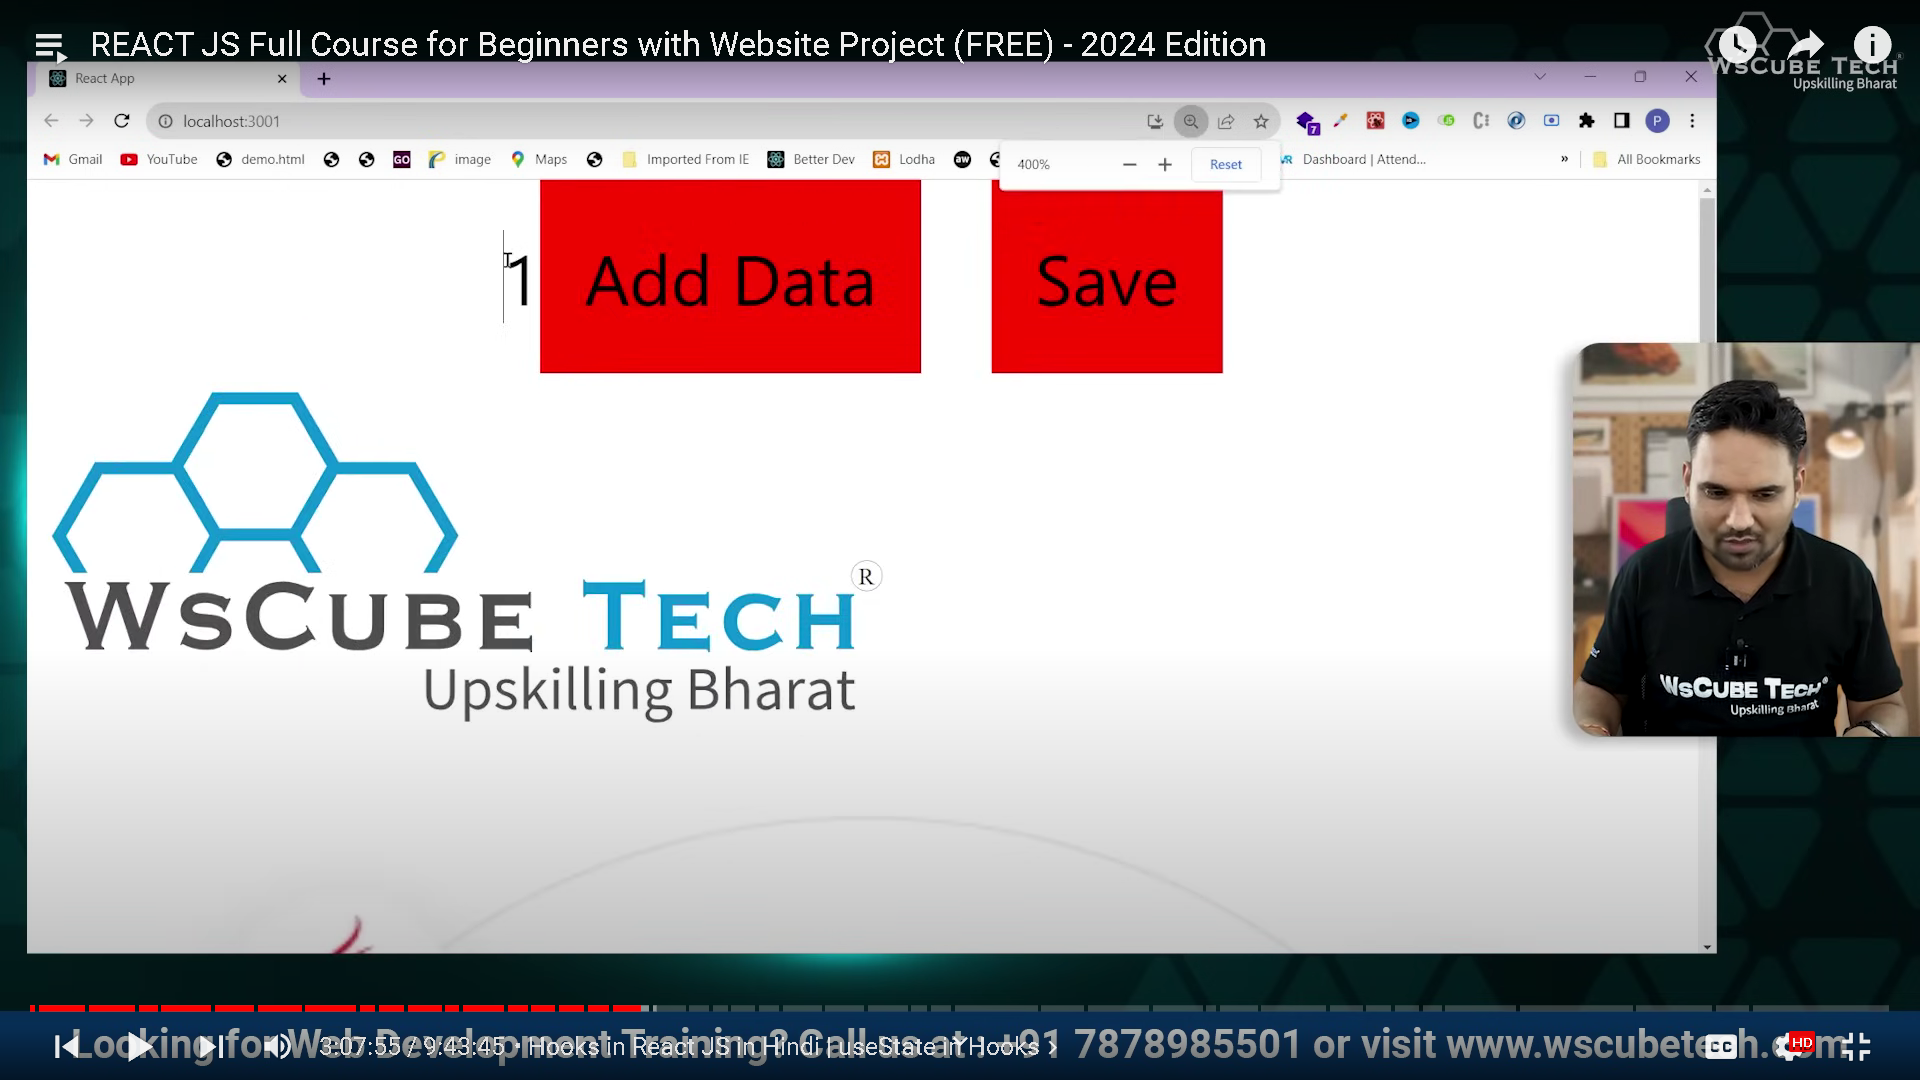 REACT JS Full Course for Beginners with Website Project (FREE) - 2024 Edition
WSCUBE TECH
Upskilling Bharat
React App
localhost:3001
7
P
Gmail YouTube demo.html GO image Maps Imported From IE Better Dev aw Lodha Dashboard | Attend... » All Bookmarks
400% Reset
1 Add Data Save
WSCUBE TECH ®
Upskilling Bharat
WSCUBE TECH
Upskilling Bharat
Looking for Web Development Training? Call us at +91 7878985501 or visit www.wscubetech.com
3:07:55 / 9:43:45 • Hooks in React JS in Hindi | useState in Hooks
CC
HD